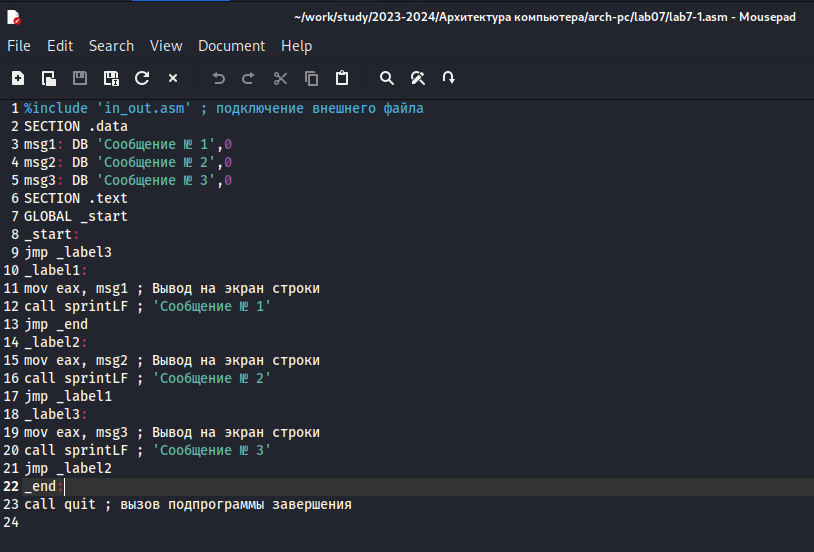 ~/work/study/2023-2024/Архитектура компьютера/arch-pc/lab07/lab7-1.asm - Mousepad
File Edit Search View Document Help
1 %include 'in_out.asm' ; подключение внешнего файла
2 SECTION .data
3 msg1: DB 'Сообщение № 1',0
4 msg2: DB 'Сообщение № 2',0
5 msg3: DB 'Сообщение № 3',0
6 SECTION .text
7 GLOBAL _start
8 _start:
9 jmp _label3
10 _label1:
11 mov eax, msg1 ; Вывод на экран строки
12 call sprintLF ; 'Сообщение № 1'
13 jmp _end
14 _label2:
15 mov eax, msg2 ; Вывод на экран строки
16 call sprintLF ; 'Сообщение № 2'
17 jmp _label1
18 _label3:
19 mov eax, msg3 ; Вывод на экран строки
20 call sprintLF ; 'Сообщение № 3'
21 jmp _label2
22 _end:
23 call quit ; вызов подпрограммы завершения
24